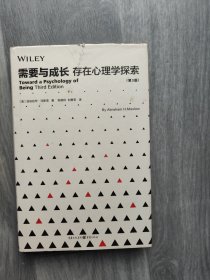 WILEY
需要与成长 存在心理学探索
Toward a Psychology of
Being Third Edition
(第3版)
By Abraham H.Maslow